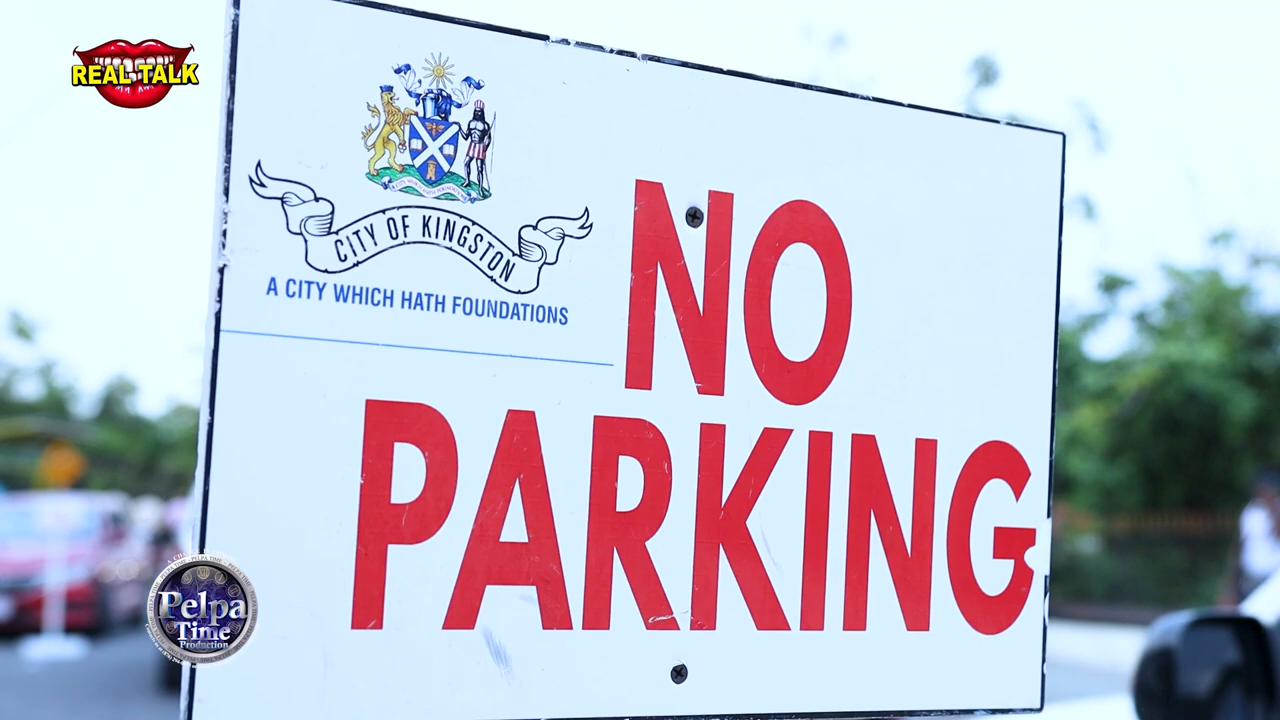 REAL TALK
CITY OF KINGSTON
A CITY WHICH HATH FOUNDATIONS
NO
PARKING
Pelpa
Time
Production